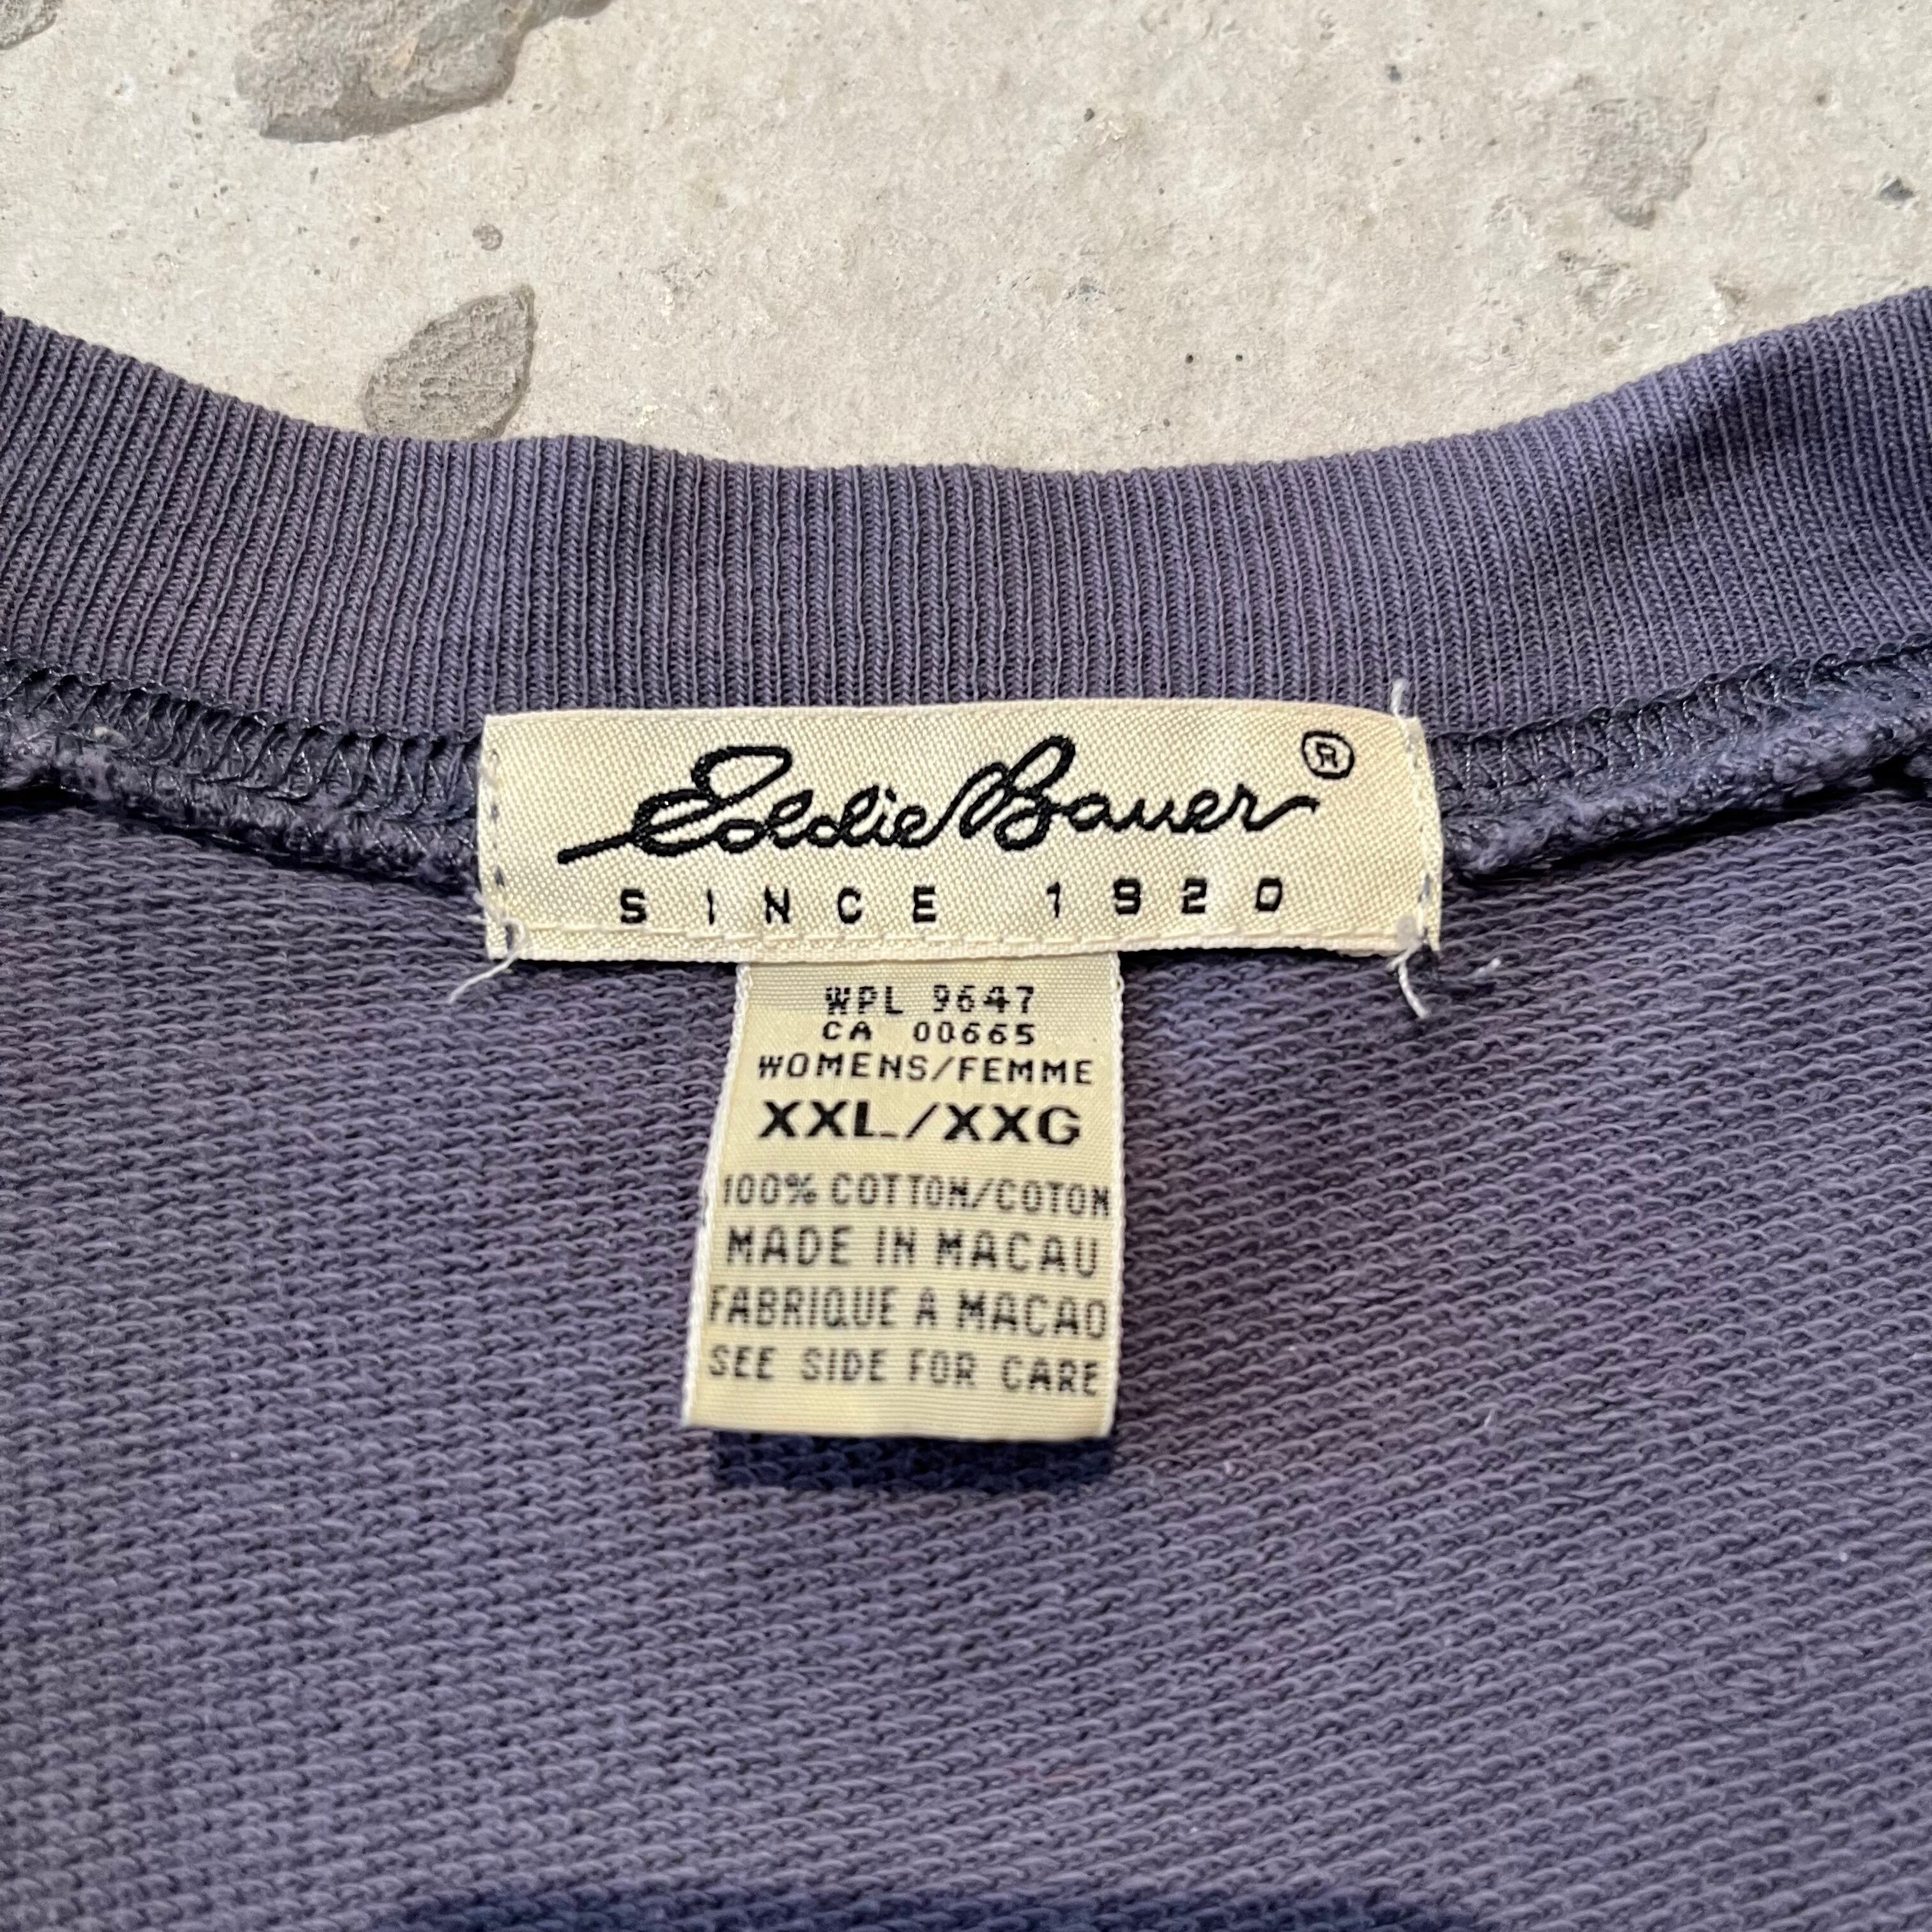 Eddie Bauer ®
SINCE 1920
WPL 9647
CA 00665
WOMENS/FEMME
XXL/XXG
100% COTTON/COTON
MADE IN MACAU
FABRIQUE A MACAO
SEE SIDE FOR CARE